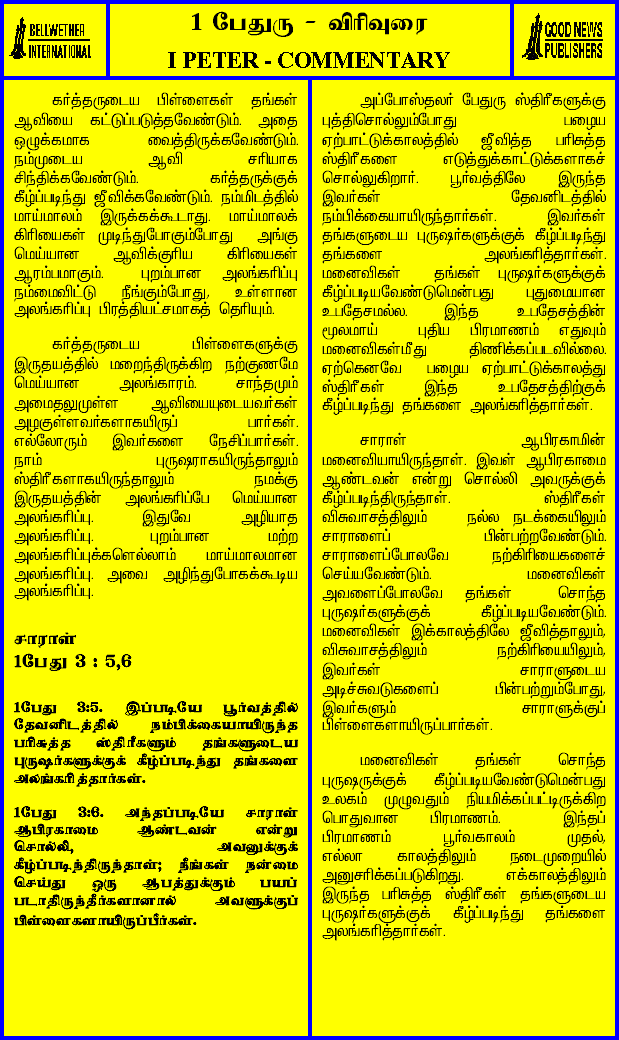 BELLWETHER
INTERNATIONAL
1 பேதுரு - விரிவுரை
I PETER - COMMENTARY
GOOD NEWS
PUBLISHERS
கர்த்தருடைய பிள்ளைகள் தங்கள்
ஆவியை கட்டுப்படுத்தவேண்டும். அதை
ஒழுக்கமாக வைத்திருக்கவேண்டும்.
நம்முடைய ஆவி சரியாக
சிந்திக்கவேண்டும். கர்த்தருக்குக்
கீழ்ப்படிந்து ஜீவிக்கவேண்டும். நம்மிடத்தில்
மாய்மாலம் இருக்கக்கூடாது. மாய்மாலக்
கிரியைகள் முடிந்துபோகும்போது அங்கு
மெய்யான ஆவிக்குரிய கிரியைகள்
ஆரம்பமாகும். புறம்பான அலங்கரிப்பு
நம்மைவிட்டு நீங்கும்போது, உள்ளான
அலங்கரிப்பு பிரத்தியட்சமாகத் தெரியும்.
கர்த்தருடைய பிள்ளைகளுக்கு
இருதயத்தில் மறைந்திருக்கிற நற்குணமே
மெய்யான அலங்காரம். சாந்தமும்
அமைதலுமுள்ள ஆவியையுடையவர்கள்
அழகுள்ளவர்களாகயிருப் பார்கள்.
எல்லோரும் இவர்களை நேசிப்பார்கள்.
நாம் புருஷராகயிருந்தாலும்
ஸ்திரீகளாகயிருந்தாலும் நமக்கு
இருதயத்தின் அலங்கரிப்பே மெய்யான
அலங்கரிப்பு. இதுவே அழியாத
அலங்கரிப்பு. புறம்பான மற்ற
அலங்கரிப்புக்களெல்லாம் மாய்மாலமான
அலங்கரிப்பு. அவை அழிந்துபோகக்கூடிய
அலங்கரிப்பு.
சாராள்
1பேது 3 : 5,6
1பேது 3:5. இப்படியே பூர்வத்தில்
தேவனிடத்தில் நம்பிக்கையாயிருந்த
பரிசுத்த ஸ்திரீகளும் தங்களுடைய
புருஷர்களுக்குக் கீழ்ப்படிந்து தங்களை
அலங்கரித்தார்கள்.
1பேது 3:6. அந்தப்படியே சாராள்
ஆபிரகாமை ஆண்டவன் என்று
சொல்லி, அவனுக்குக்
கீழ்ப்படிந்திருந்தாள்; நீங்கள் நன்மை
செய்து ஒரு ஆபத்துக்கும் பயப்
படாதிருந்தீர்களானால் அவளுக்குப்
பிள்ளைகளாயிருப்பீர்கள்.
அப்போஸ்தலர் பேதுரு ஸ்திரீகளுக்கு
புத்திசொல்லும்போது பழைய
ஏற்பாட்டுக்காலத்தில் ஜீவித்த பரிசுத்த
ஸ்திரீகளை எடுத்துக்காட்டுக்களாகச்
சொல்லுகிறார். பூர்வத்திலே இருந்த
இவர்கள் தேவனிடத்தில்
நம்பிக்கையாயிருந்தார்கள். இவர்கள்
தங்களுடைய புருஷர்களுக்குக் கீழ்ப்படிந்து
தங்களை அலங்கரித்தார்கள்.
மனைவிகள் தங்கள் புருஷர்களுக்குக்
கீழ்ப்படியவேண்டுமென்பது புதுமையான
உபதேசமல்ல. இந்த உபதேசத்தின்
மூலமாய் புதிய பிரமாணம் எதுவும்
மனைவிகள்மீது திணிக்கப்படவில்லை.
ஏற்கெனவே பழைய ஏற்பாட்டுக்காலத்து
ஸ்திரீகள் இந்த உபதேசத்திற்குக்
கீழ்ப்படிந்து தங்களை அலங்கரித்தார்கள்.
சாராள் ஆபிரகாமின்
மனைவியாயிருந்தாள். இவள் ஆபிரகாமை
ஆண்டவன் என்று சொல்லி அவருக்குக்
கீழ்ப்படிந்திருந்தாள். ஸ்திரீகள்
விசுவாசத்திலும் நல்ல நடக்கையிலும்
சாராளைப் பின்பற்றவேண்டும்.
சாராளைப்போலவே நற்கிரியைகளைச்
செய்யவேண்டும். மனைவிகள்
அவளைப்போலவே தங்கள் சொந்த
புருஷர்களுக்குக் கீழ்ப்படியவேண்டும்.
மனைவிகள் இக்காலத்திலே ஜீவித்தாலும்,
விசுவாசத்திலும் நற்கிரியையிலும்,
இவர்கள் சாராளுடைய
அடிச்சுவடுகளைப் பின்பற்றும்போது,
இவர்களும் சாராளுக்குப்
பிள்ளைகளாயிருப்பார்கள்.
மனைவிகள் தங்கள் சொந்த
புருஷருக்குக் கீழ்ப்படியவேண்டுமென்பது
உலகம் முழுவதும் நியமிக்கப்பட்டிருக்கிற
பொதுவான பிரமாணம். இந்தப்
பிரமாணம் பூர்வகாலம் முதல்,
எல்லா காலத்திலும் நடைமுறையில்
அனுசரிக்கப்படுகிறது. எக்காலத்திலும்
இருந்த பரிசுத்த ஸ்திரீகள் தங்களுடைய
புருஷர்களுக்குக் கீழ்ப்படிந்து தங்களை
அலங்கரித்தார்கள்.